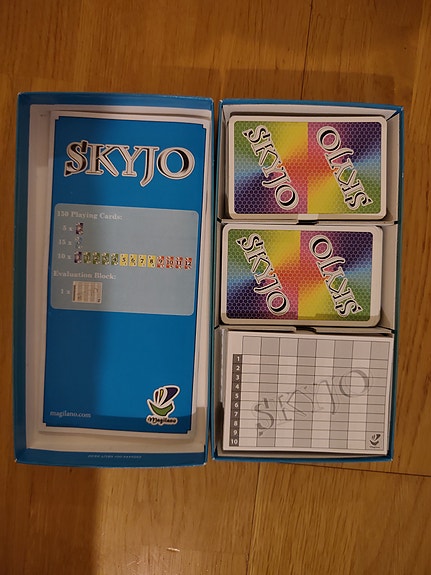 SKYJO
150 Playing Cards:
5 x
15 x
10 x
Evaluation Block:
1 x
magilano.com
Magilano
SKYJO
SKYJO
SKYJO
SKYJO
1
2
3
4
5
6
7
8
9
10
SKYJO